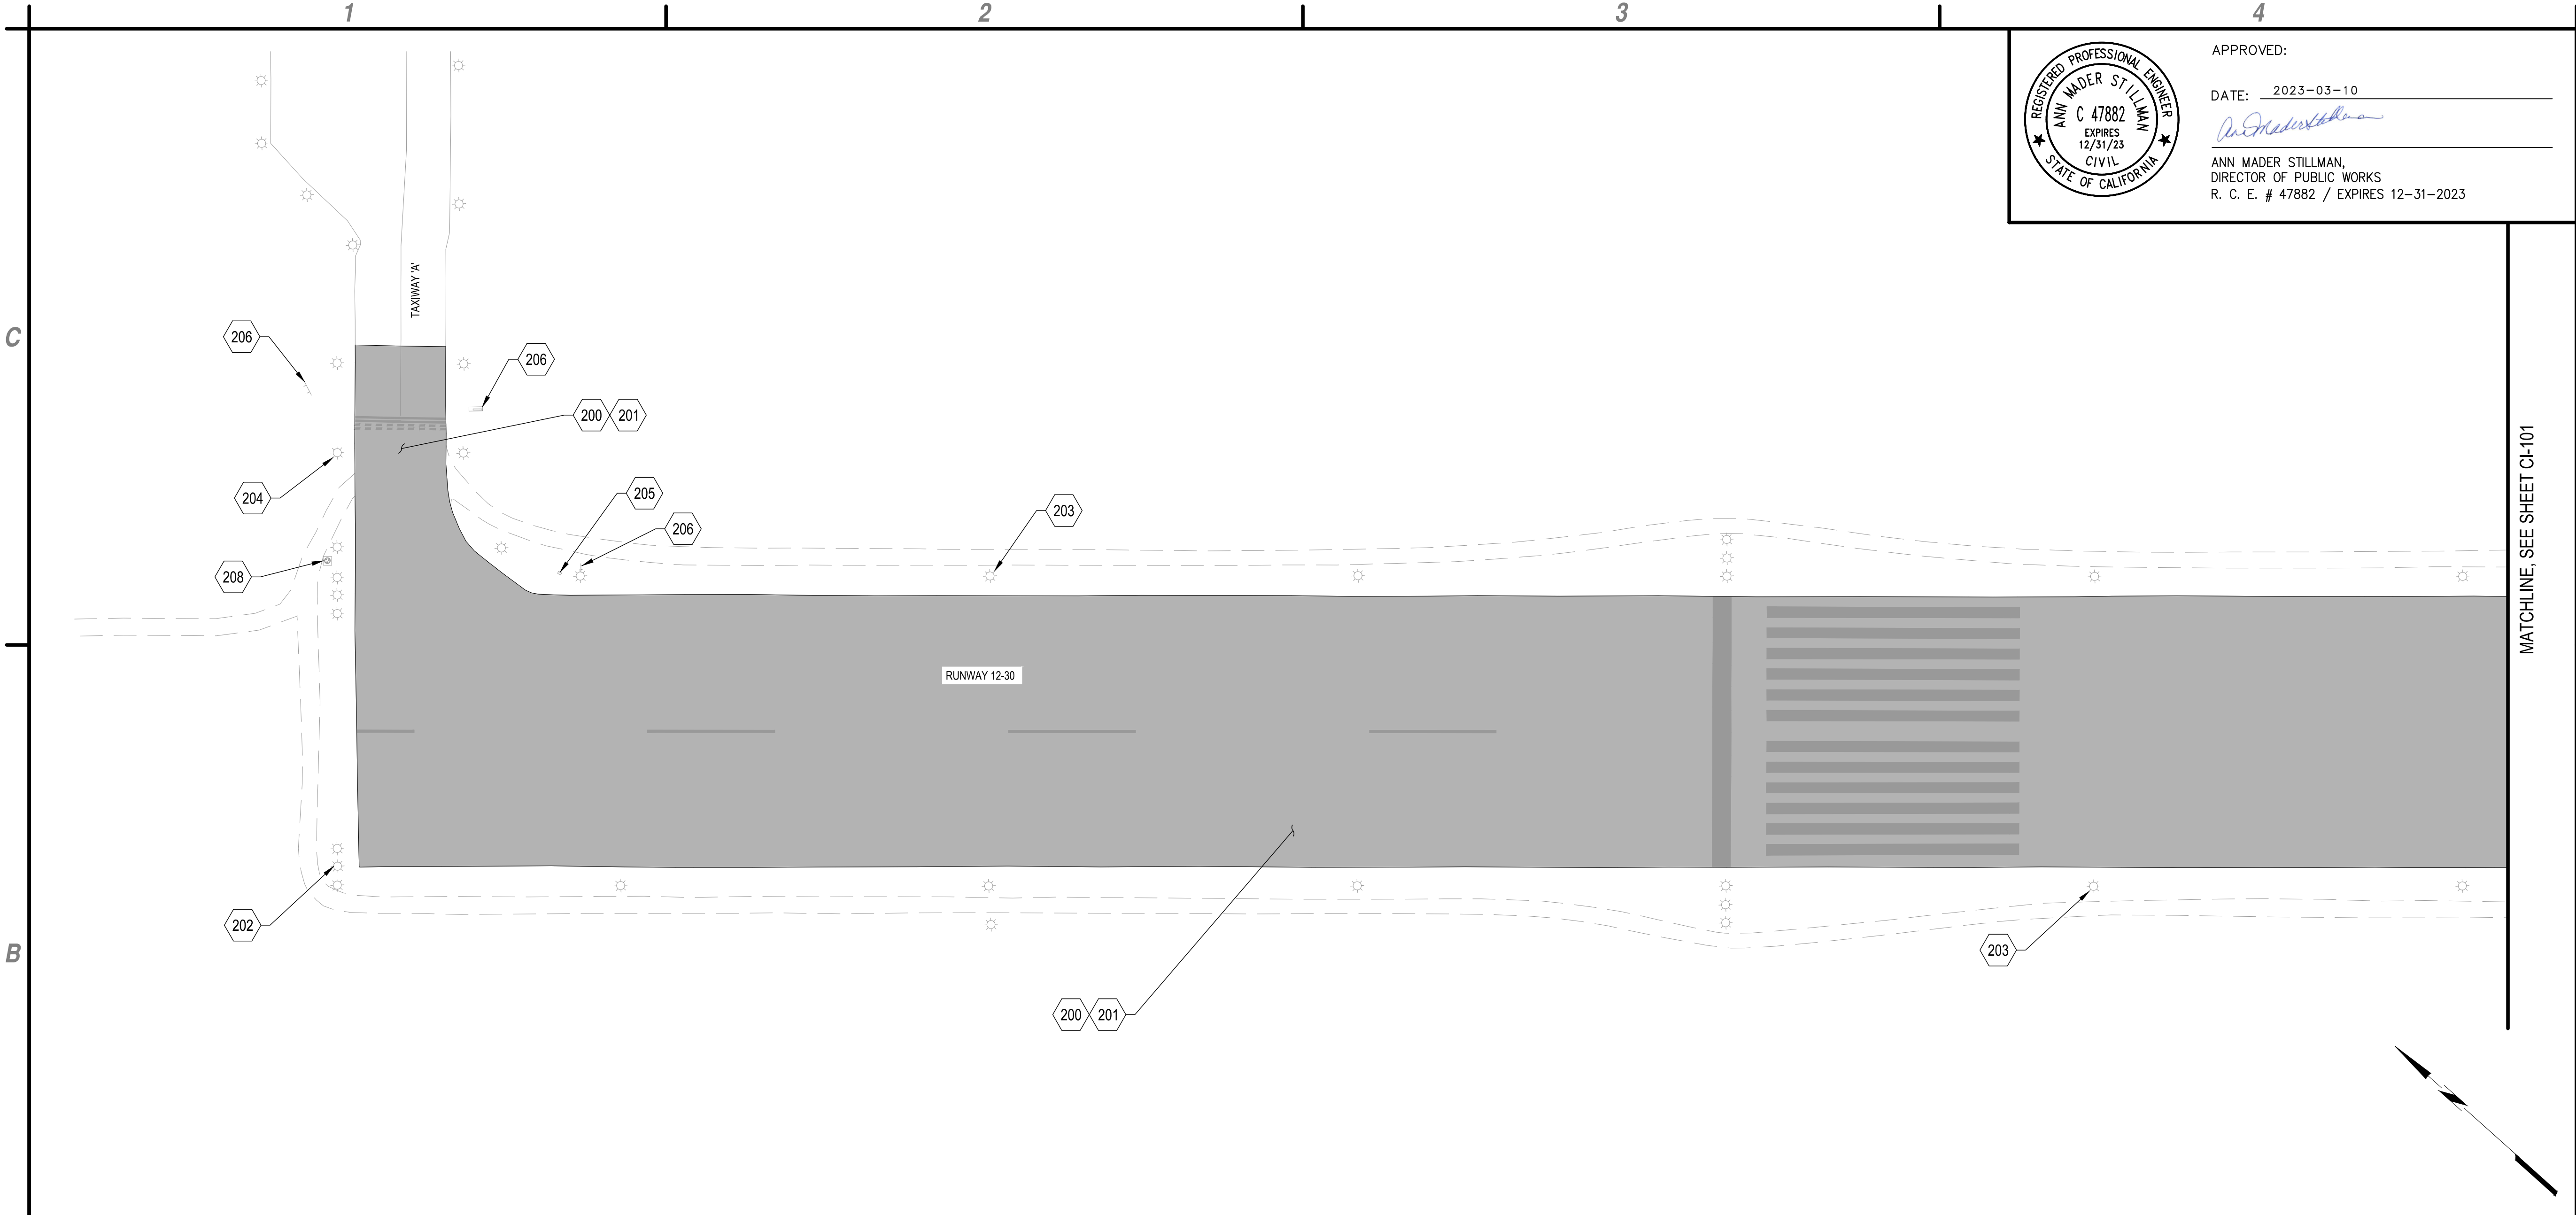 1
2
3
4
REGISTERED PROFESSIONAL ENGINEER
ANN MADER STILLMAN
C 47882
EXPIRES
12/31/23
CIVIL
STATE OF CALIFORNIA
APPROVED:
DATE: 2023-03-10
ANN MADER STILLMAN,
DIRECTOR OF PUBLIC WORKS
R. C. E. # 47882 / EXPIRES 12-31-2023
TAXIWAY 'A'
C
206
206
200 201
204
205
206
203
208
MATCHLINE, SEE SHEET CI-101
RUNWAY 12-30
202
B
203
200 201